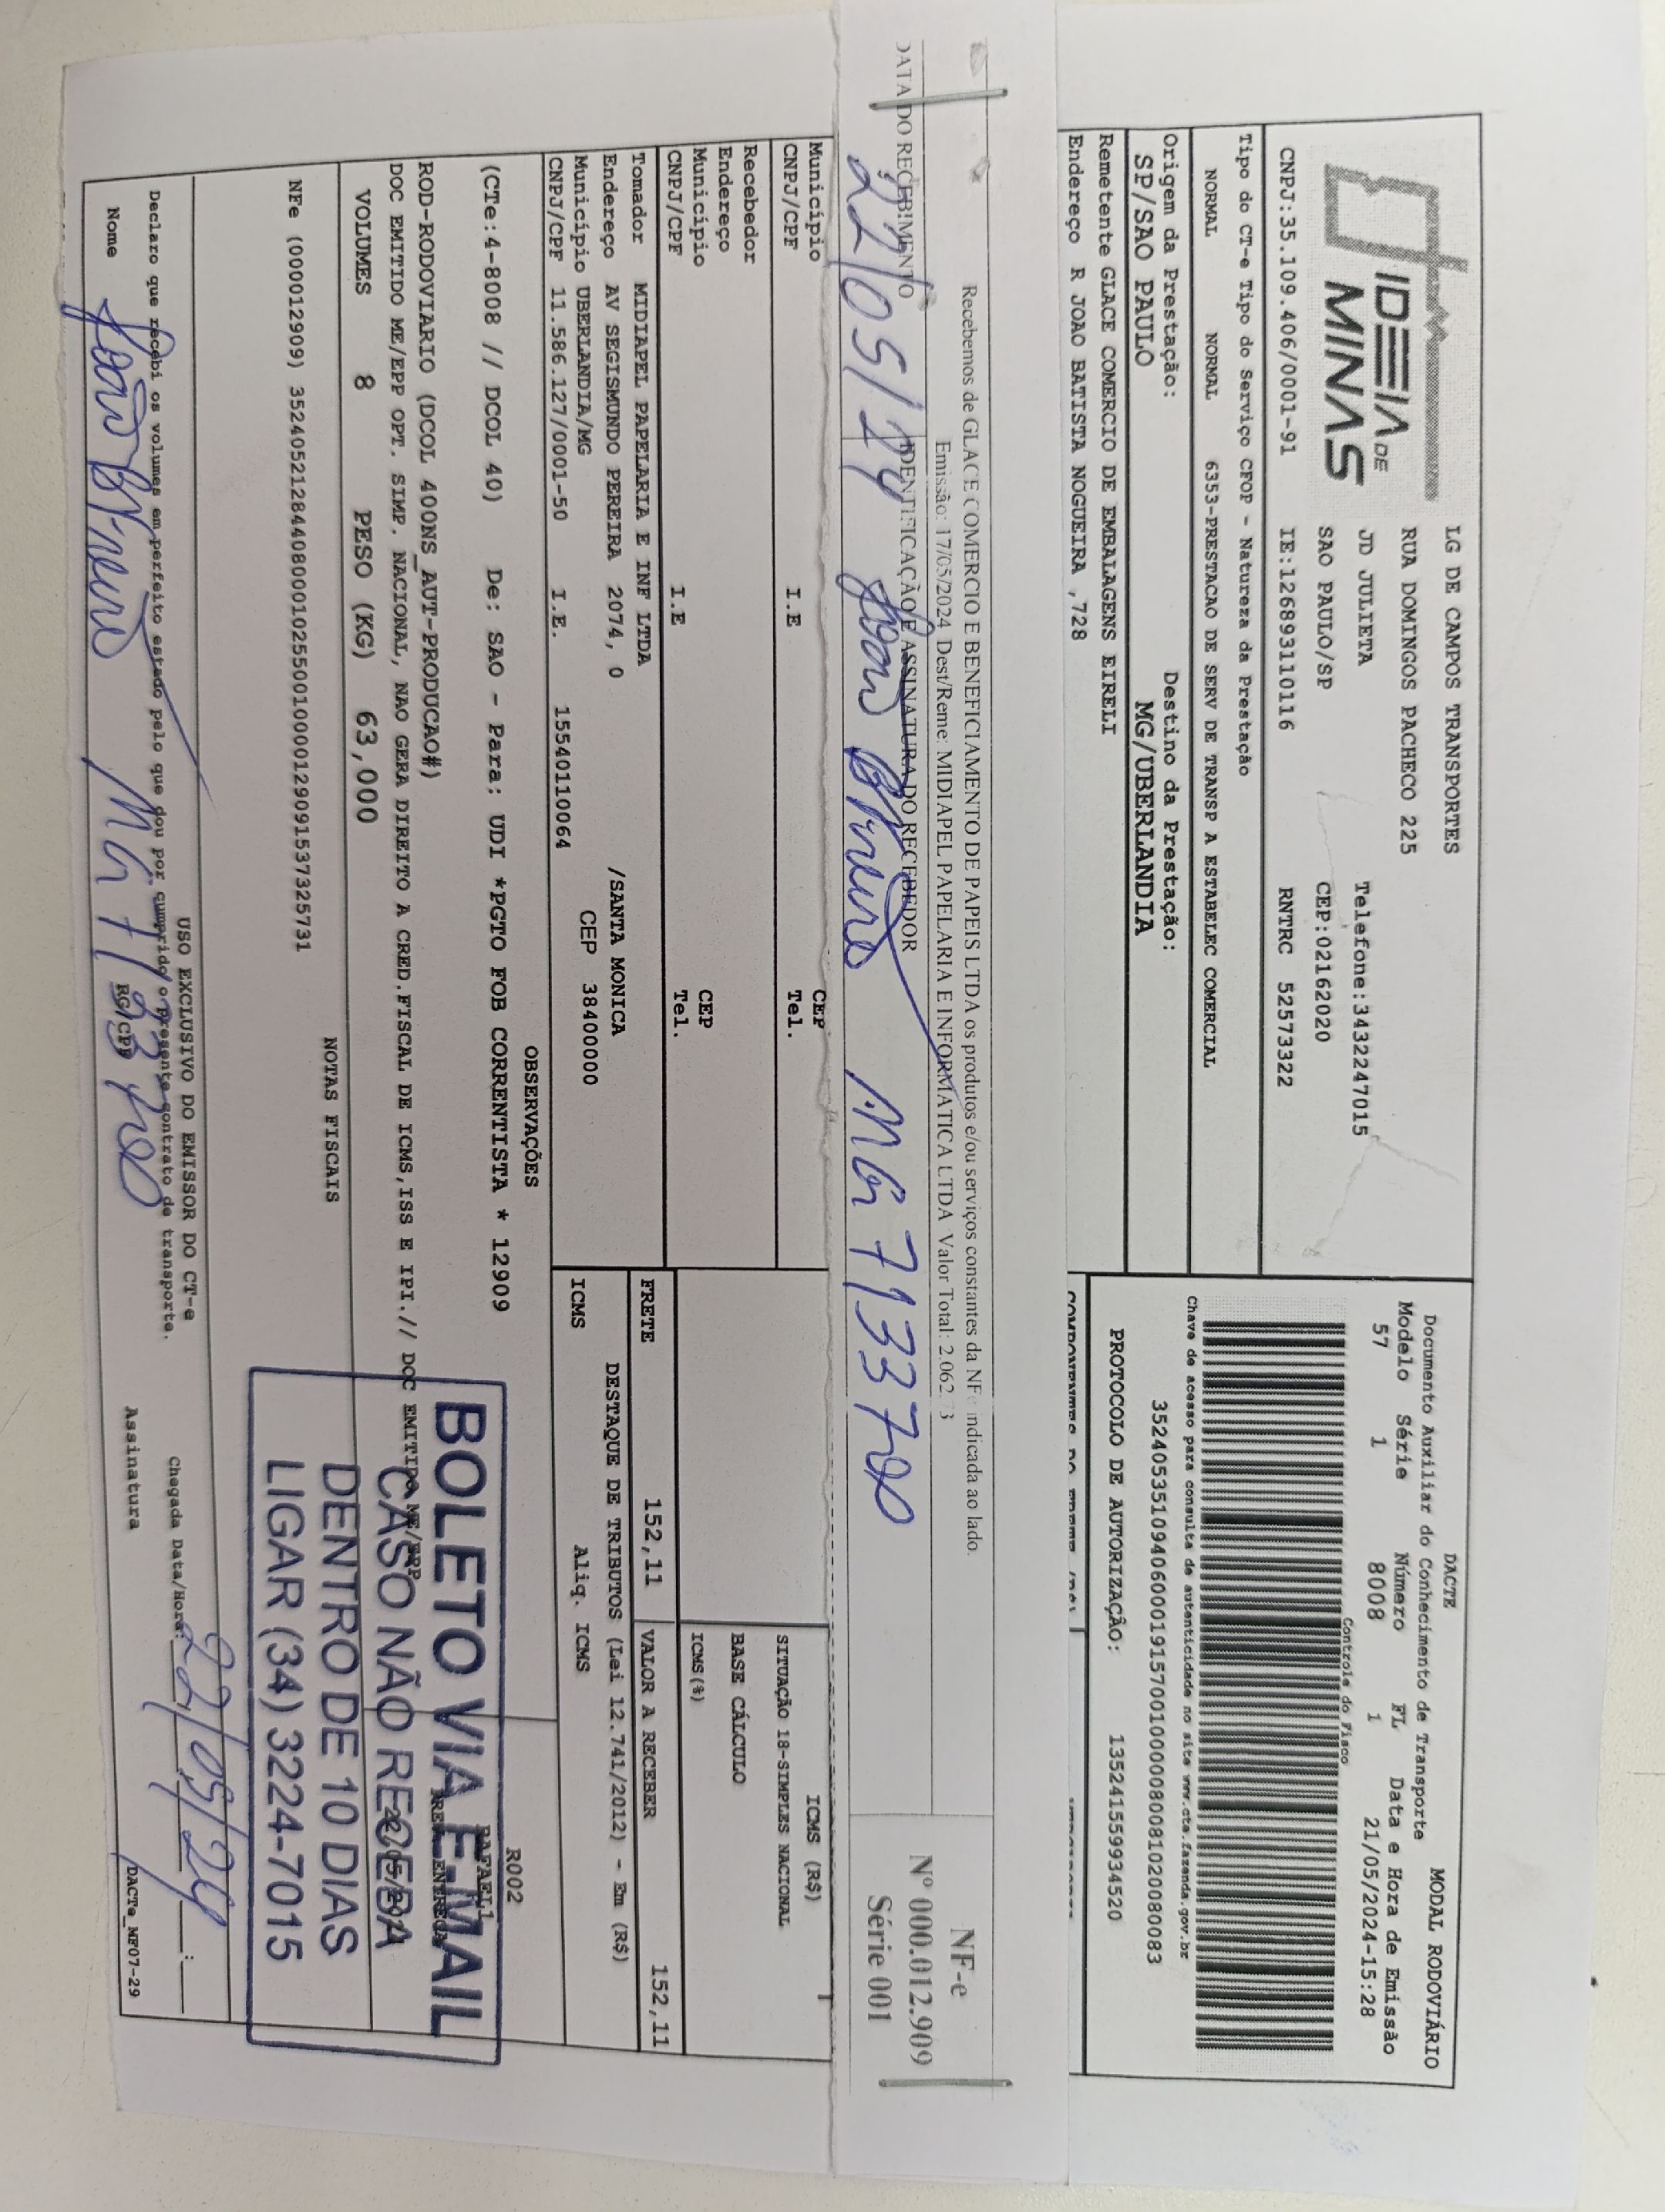 IDEIA DE
MINAS
LG DE CAMPOS TRANSPORTES
RUA DOMINGOS PACHECO 225
JD JULIETA Telefone:3432247015
SAO PAULO/SP CEP:02162020
CNPJ:35.109.406/0001-91 IE:126893110116 RNTRC 52573322
Tipo do CT-e Tipo do Serviço CFOP - Natureza da Prestação
NORMAL NORMAL 6353-PRESTACAO DE SERV DE TRANSP A ESTABELEC COMERCIAL
Origem da Prestação: Destino da Prestação:
SP/SAO PAULO MG/UBERLANDIA
Remetente GLACE COMERCIO DE EMBALAGENS EIRELI
Endereço R JOAO BATISTA NOGUEIRA ,728
DACTE MODAL RODOVIÁRIO
Documento Auxiliar do Conhecimento de Transporte
Modelo Série Número FL Data e Hora de Emissão
57 1 8008 1 21/05/2024-15:28
Controle do Fisco
Chave de acesso para consulta de autenticidade no site www.cte.fazenda.gov.br
35240535109406000191570010000080081020080083
PROTOCOLO DE AUTORIZAÇÃO: 135241559934520
Recebemos de GLACE COMERCIO E BENEFICIAMENTO DE PAPEIS LTDA os produtos e/ou serviços constantes da NFe indicada ao lado.
Emissão: 17/05/2024 Dest/Reme: MIDIAPEL PAPELARIA E INFORMATICA LTDA Valor Total: 2.062,73
DATA DO RECEBIMENTO IDENTIFICAÇÃO E ASSINATURA DO RECEBEDOR
22/05/24 João MG 7133700
NF-e
Nº 000.012.909
Série 001
Município CEP
CNPJ/CPF I.E Tel.
Recebedor
Endereço
Município CEP
CNPJ/CPF I.E Tel.
Tomador MIDIAPEL PAPELARIA E INF LTDA
Endereço AV SEGISMUNDO PEREIRA 2074, 0 /SANTA MONICA
Município UBERLANDIA/MG CEP 38400000
CNPJ/CPF 11.586.127/0001-50 I.E. 15540110064
ICMS (R$)
SITUAÇÃO 18-SIMPLES NACIONAL
BASE CÁLCULO
ICMS(%)
FRETE 152,11 VALOR A RECEBER 152,11
DESTAQUE DE TRIBUTOS (Lei 12.741/2012) - Em (R$)
ICMS Aliq. ICMS
OBSERVAÇÕES
(CTe:4-8008 // DCOL 40) De: SAO - Para: UDI *PGTO FOB CORRENTISTA * 12909
R002
RAFAEL1
ROD-RODOVIARIO (DCOL 400NS_AUT-PRODUCAO#)
DOC EMITIDO ME/EPP OPT. SIMP. NACIONAL, NAO GERA DIREITO A CRED.FISCAL DE ICMS,ISS E IPI.// DOC EMITIDO ME/EPP
VOLUMES 8 PESO (KG) 63,000
NOTAS FISCAIS
NFe (000012909) 35240521284408000102550010000129091537325731
BOLETO VIA E-MAIL
CASO NÃO RECEBA
DENTRO DE 10 DIAS
LIGAR (34) 3224-7015
USO EXCLUSIVO DO EMISSOR DO CT-e
Declaro que recebi os volumes em perfeito estado pelo que dou por cumprido o presente contrato de transporte.
Chegada Data/Hora: 22/05/24 :
Nome João RG/CPF MG 7133700 Assinatura
DACTe_MF07-29